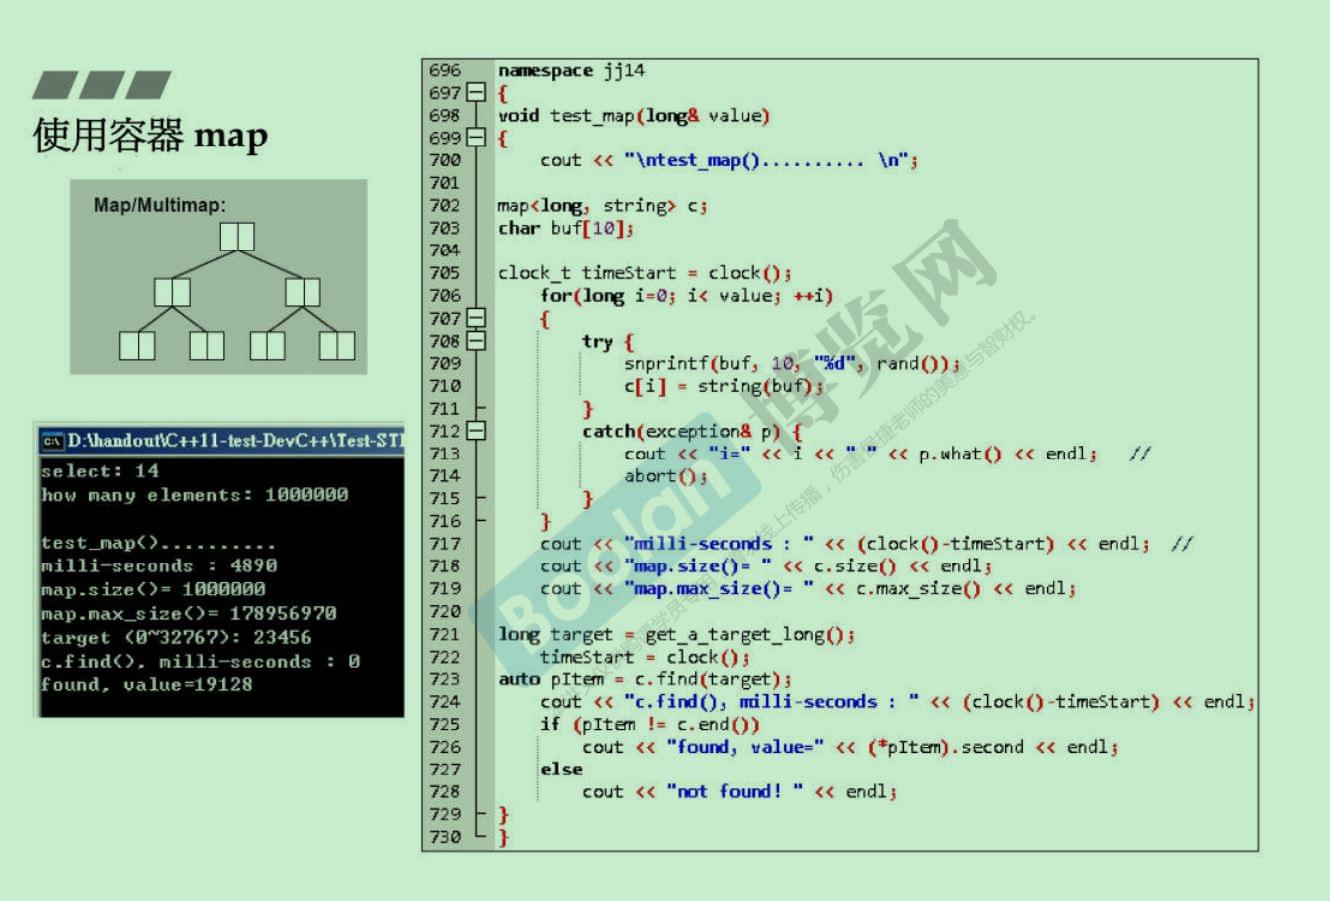 使用容器 map
Map/Multimap:
D:\handout\C++11-test-DevC++\Test-STL
select: 14
how many elements: 1000000
test_map()..........
milli-seconds : 4890
map.size()= 1000000
map.max_size()= 178956970
target (0~32767): 23456
c.find(), milli-seconds : 0
found, value=19128
696 namespace jj14
697 {
698 void test_map(long& value)
699 {
700 cout << "\ntest_map().......... \n";
701
702 map<long, string> c;
703 char buf[10];
704
705 clock_t timeStart = clock();
706 for(long i=0; i< value; ++i)
707 {
708 try {
709 snprintf(buf, 10, "%d", rand());
710 c[i] = string(buf);
711 }
712 catch(exception& p) {
713 cout << "i=" << i << " " << p.what() << endl; //
714 abort();
715 }
716 }
717 cout << "milli-seconds : " << (clock()-timeStart) << endl; //
718 cout << "map.size()= " << c.size() << endl;
719 cout << "map.max_size()= " << c.max_size() << endl;
720
721 long target = get_a_target_long();
722 timeStart = clock();
723 auto pItem = c.find(target);
724 cout << "c.find(), milli-seconds : " << (clock()-timeStart) << endl;
725 if (pItem != c.end())
726 cout << "found, value=" << (*pItem).second << endl;
727 else
728 cout << "not found! " << endl;
729 }
730 }
Boolan 博览网